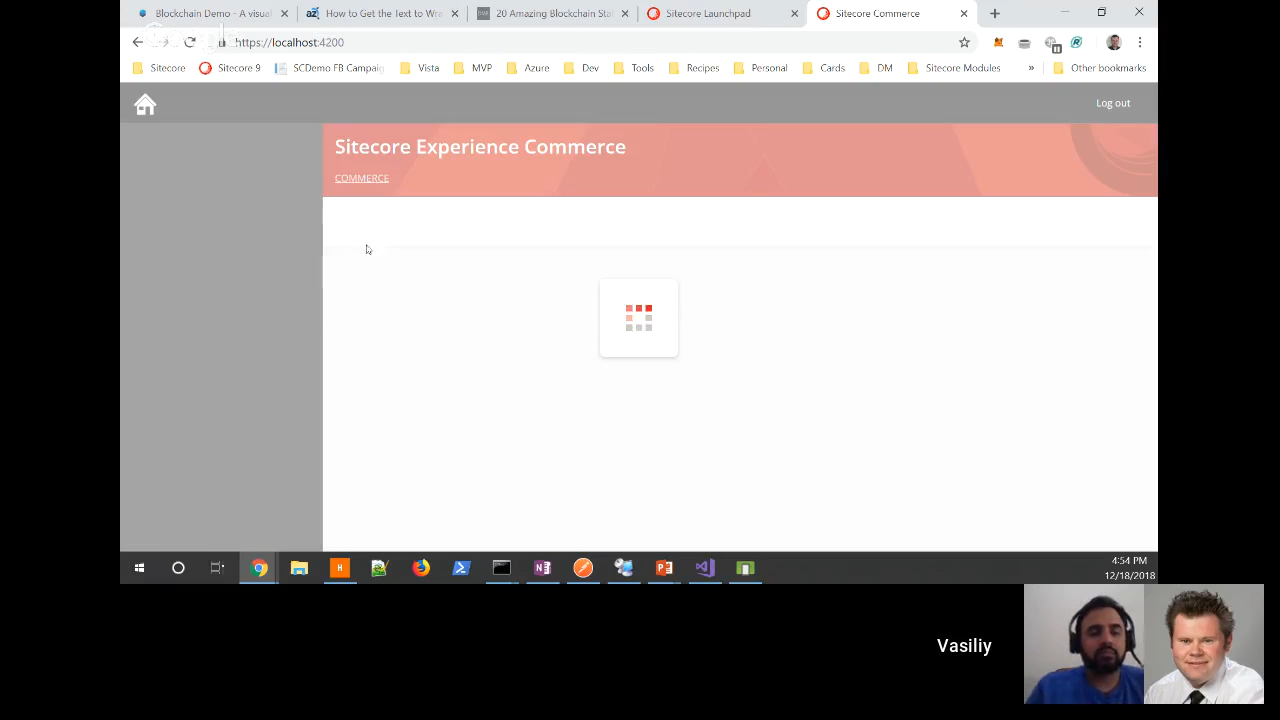 Blockchain Demo - A visual
How to Get the Text to Wra
20 Amazing Blockchain Sta
Sitecore Launchpad
Sitecore Commerce
https://localhost:4200
Sitecore
Sitecore 9
SCDemo FB Campaig
Vista
MVP
Azure
Dev
Tools
Recipes
Personal
Cards
DM
Sitecore Modules
»
Other bookmarks
Log out
Sitecore Experience Commerce
COMMERCE
4:54 PM
12/18/2018
Vasiliy